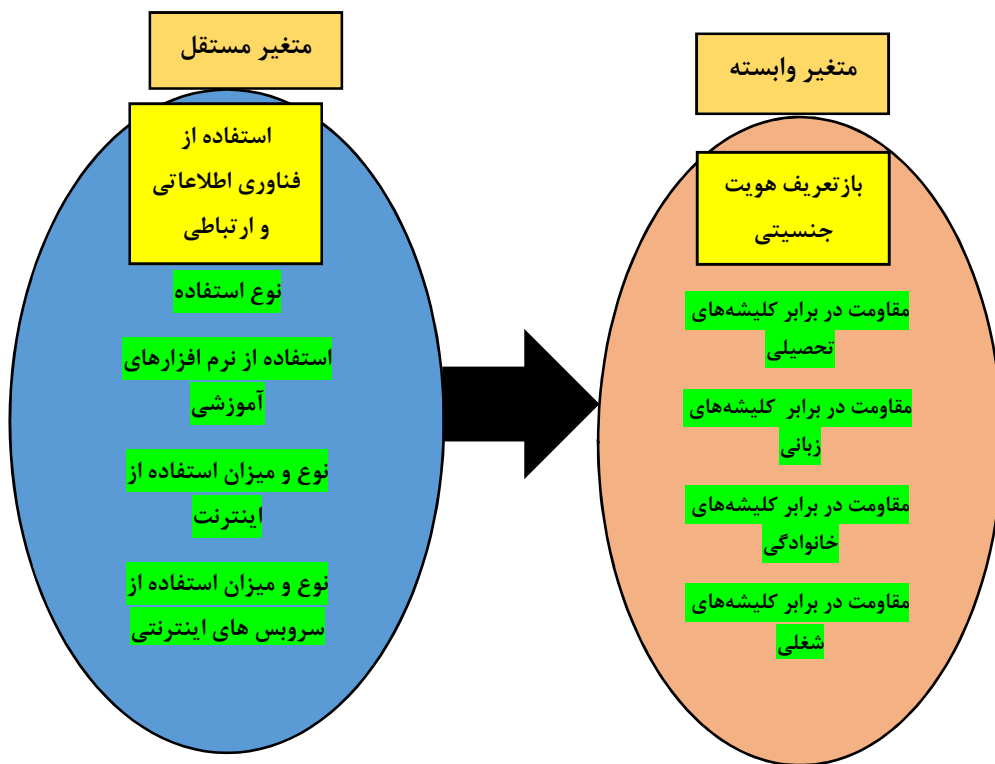 متغیر مستقل
استفاده از
فناوری اطلاعاتی
و ارتباطی
نوع استفاده
استفاده از نرم افزارهای
آموزشی
نوع و میزان استفاده از
اینترنت
نوع و میزان استفاده از
سرویس های اینترنتی
متغیر وابسته
بازتعریف هویت
جنسیتی
مقاومت در برابر کلیشه‌های
تحصیلی
مقاومت در برابر کلیشه‌های
زبانی
مقاومت در برابر کلیشه‌های
خانوادگی
مقاومت در برابر کلیشه‌های
شغلی